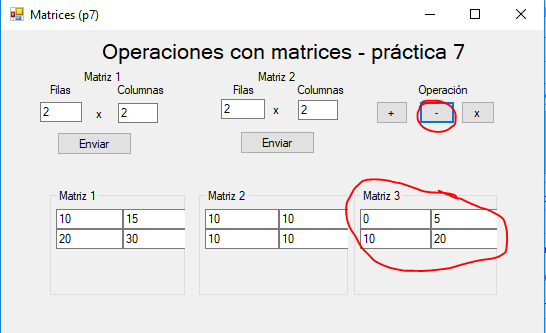 Matrices (p7)
Operaciones con matrices - práctica 7
Matriz 1 Matriz 2
Filas Columnas Filas Columnas Operación
2 x 2 2 x 2 + - x
Enviar Enviar
Matriz 1 Matriz 2 Matriz 3
10 15 10 10 0 5
20 30 10 10 10 20